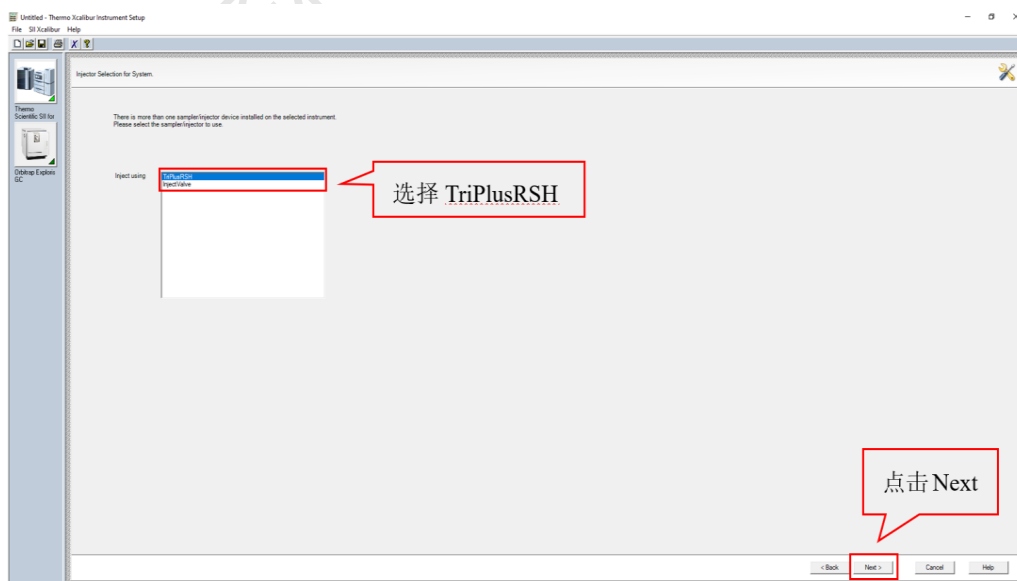 Untitled - Thermo Xcalibur Instrument Setup
File SII Xcalibur Help
Injector Selection for System.
Thermo
Scientific SII for
Orbitrap Exploris
GC
There is more than one sampler/injector device installed on the selected instrument.
Please select the sampler/injector to use.
Inject using
TriPlusRSH
InjectValve
选择 TriPlusRSH
点击 Next
< Back
Next >
Cancel
Help